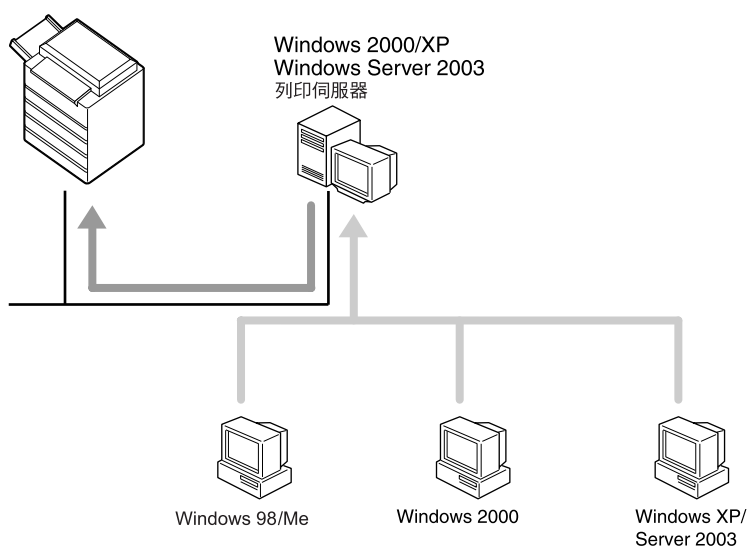 Windows 2000/XP
Windows Server 2003
列印伺服器
Windows 98/Me
Windows 2000
Windows XP/
Server 2003